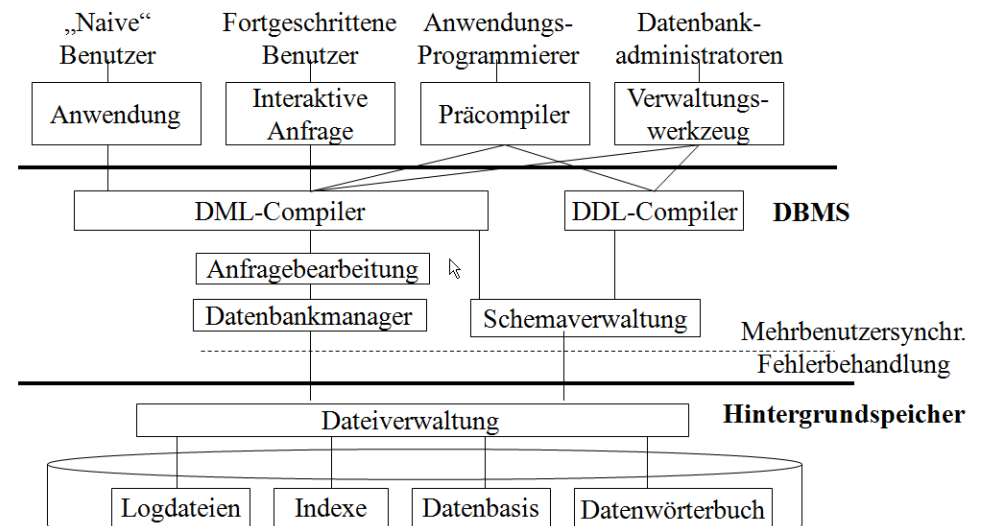 „Naive“ Fortgeschrittene Anwendungs- Datenbank-
Benutzer Benutzer Programmierer administratoren
Anwendung Interaktive Anfrage Präcompiler Verwaltungs-
werkzeug
DML-Compiler DDL-Compiler DBMS
Anfragebearbeitung
Datenbankmanager Schemaverwaltung
Mehrbenutzersynchr.
Fehlerbehandlung
Dateiverwaltung Hintergrundspeicher
Logdateien Indexe Datenbasis Datenwörterbuch